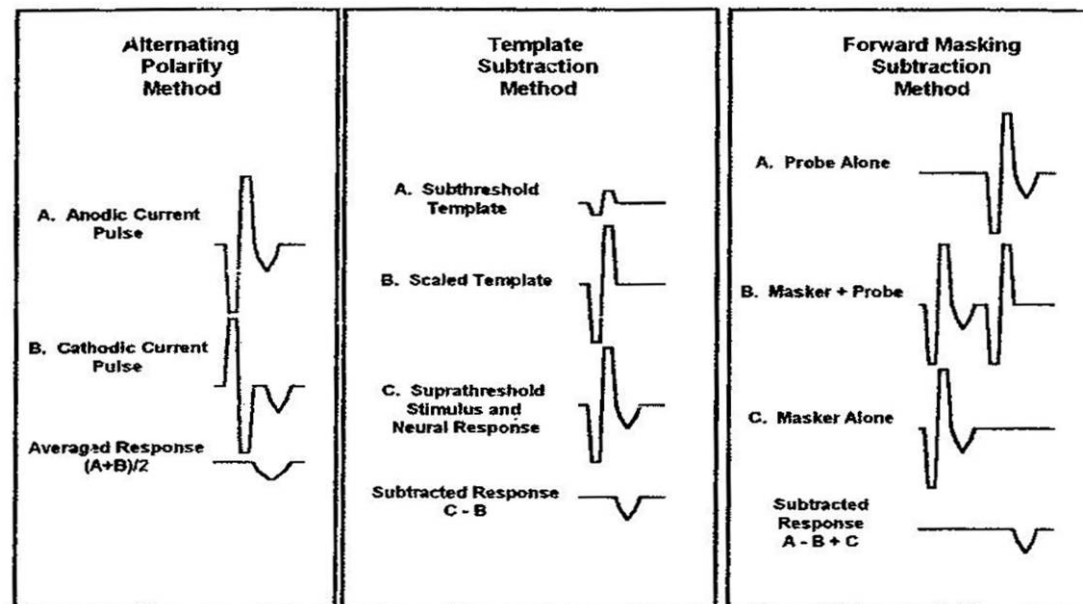 Alternating
Polarity
Method
A. Anodic Current
Pulse
B. Cathodic Current
Pulse
Averaged Response
(A+B)/2
Template
Subtraction
Method
A. Subthreshold
Template
B. Scaled Template
C. Suprathreshold
Stimulus and
Neural Response
Subtracted Response
C - B
Forward Masking
Subtraction
Method
A. Probe Alone
B. Masker + Probe
C. Masker Alone
Subtracted
Response
A - B + C